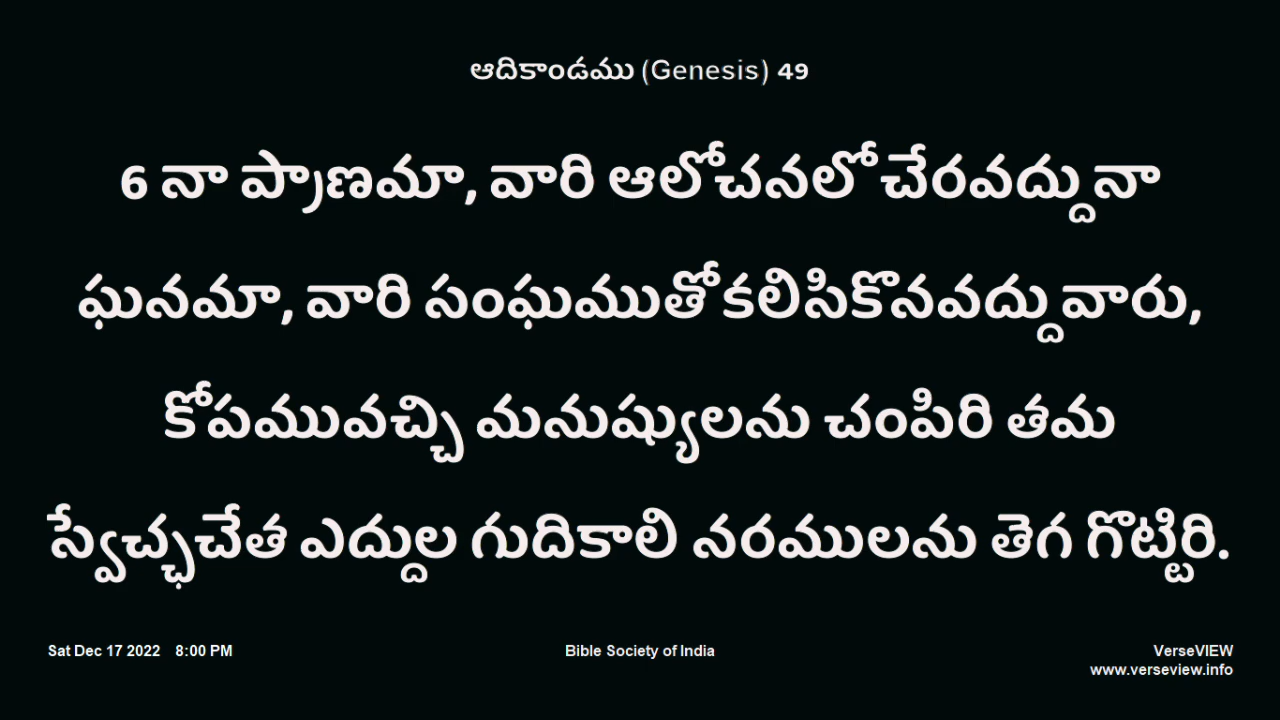 ఆదికాండము (Genesis) 49
6 నా ప్రాణమా, వారి ఆలోచనలో చేరవద్దు నా
ఘనమా, వారి సంఘముతో కలిసికొనవద్దు వారు,
కోపమువచ్చి మనుష్యులను చంపిరి తమ
స్వేచ్ఛచేత ఎద్దుల గుదికాలి నరములను తెగ గొట్టిరి.
Sat Dec 17 2022 8:00 PM
Bible Society of India
VerseVIEW
www.verseview.info